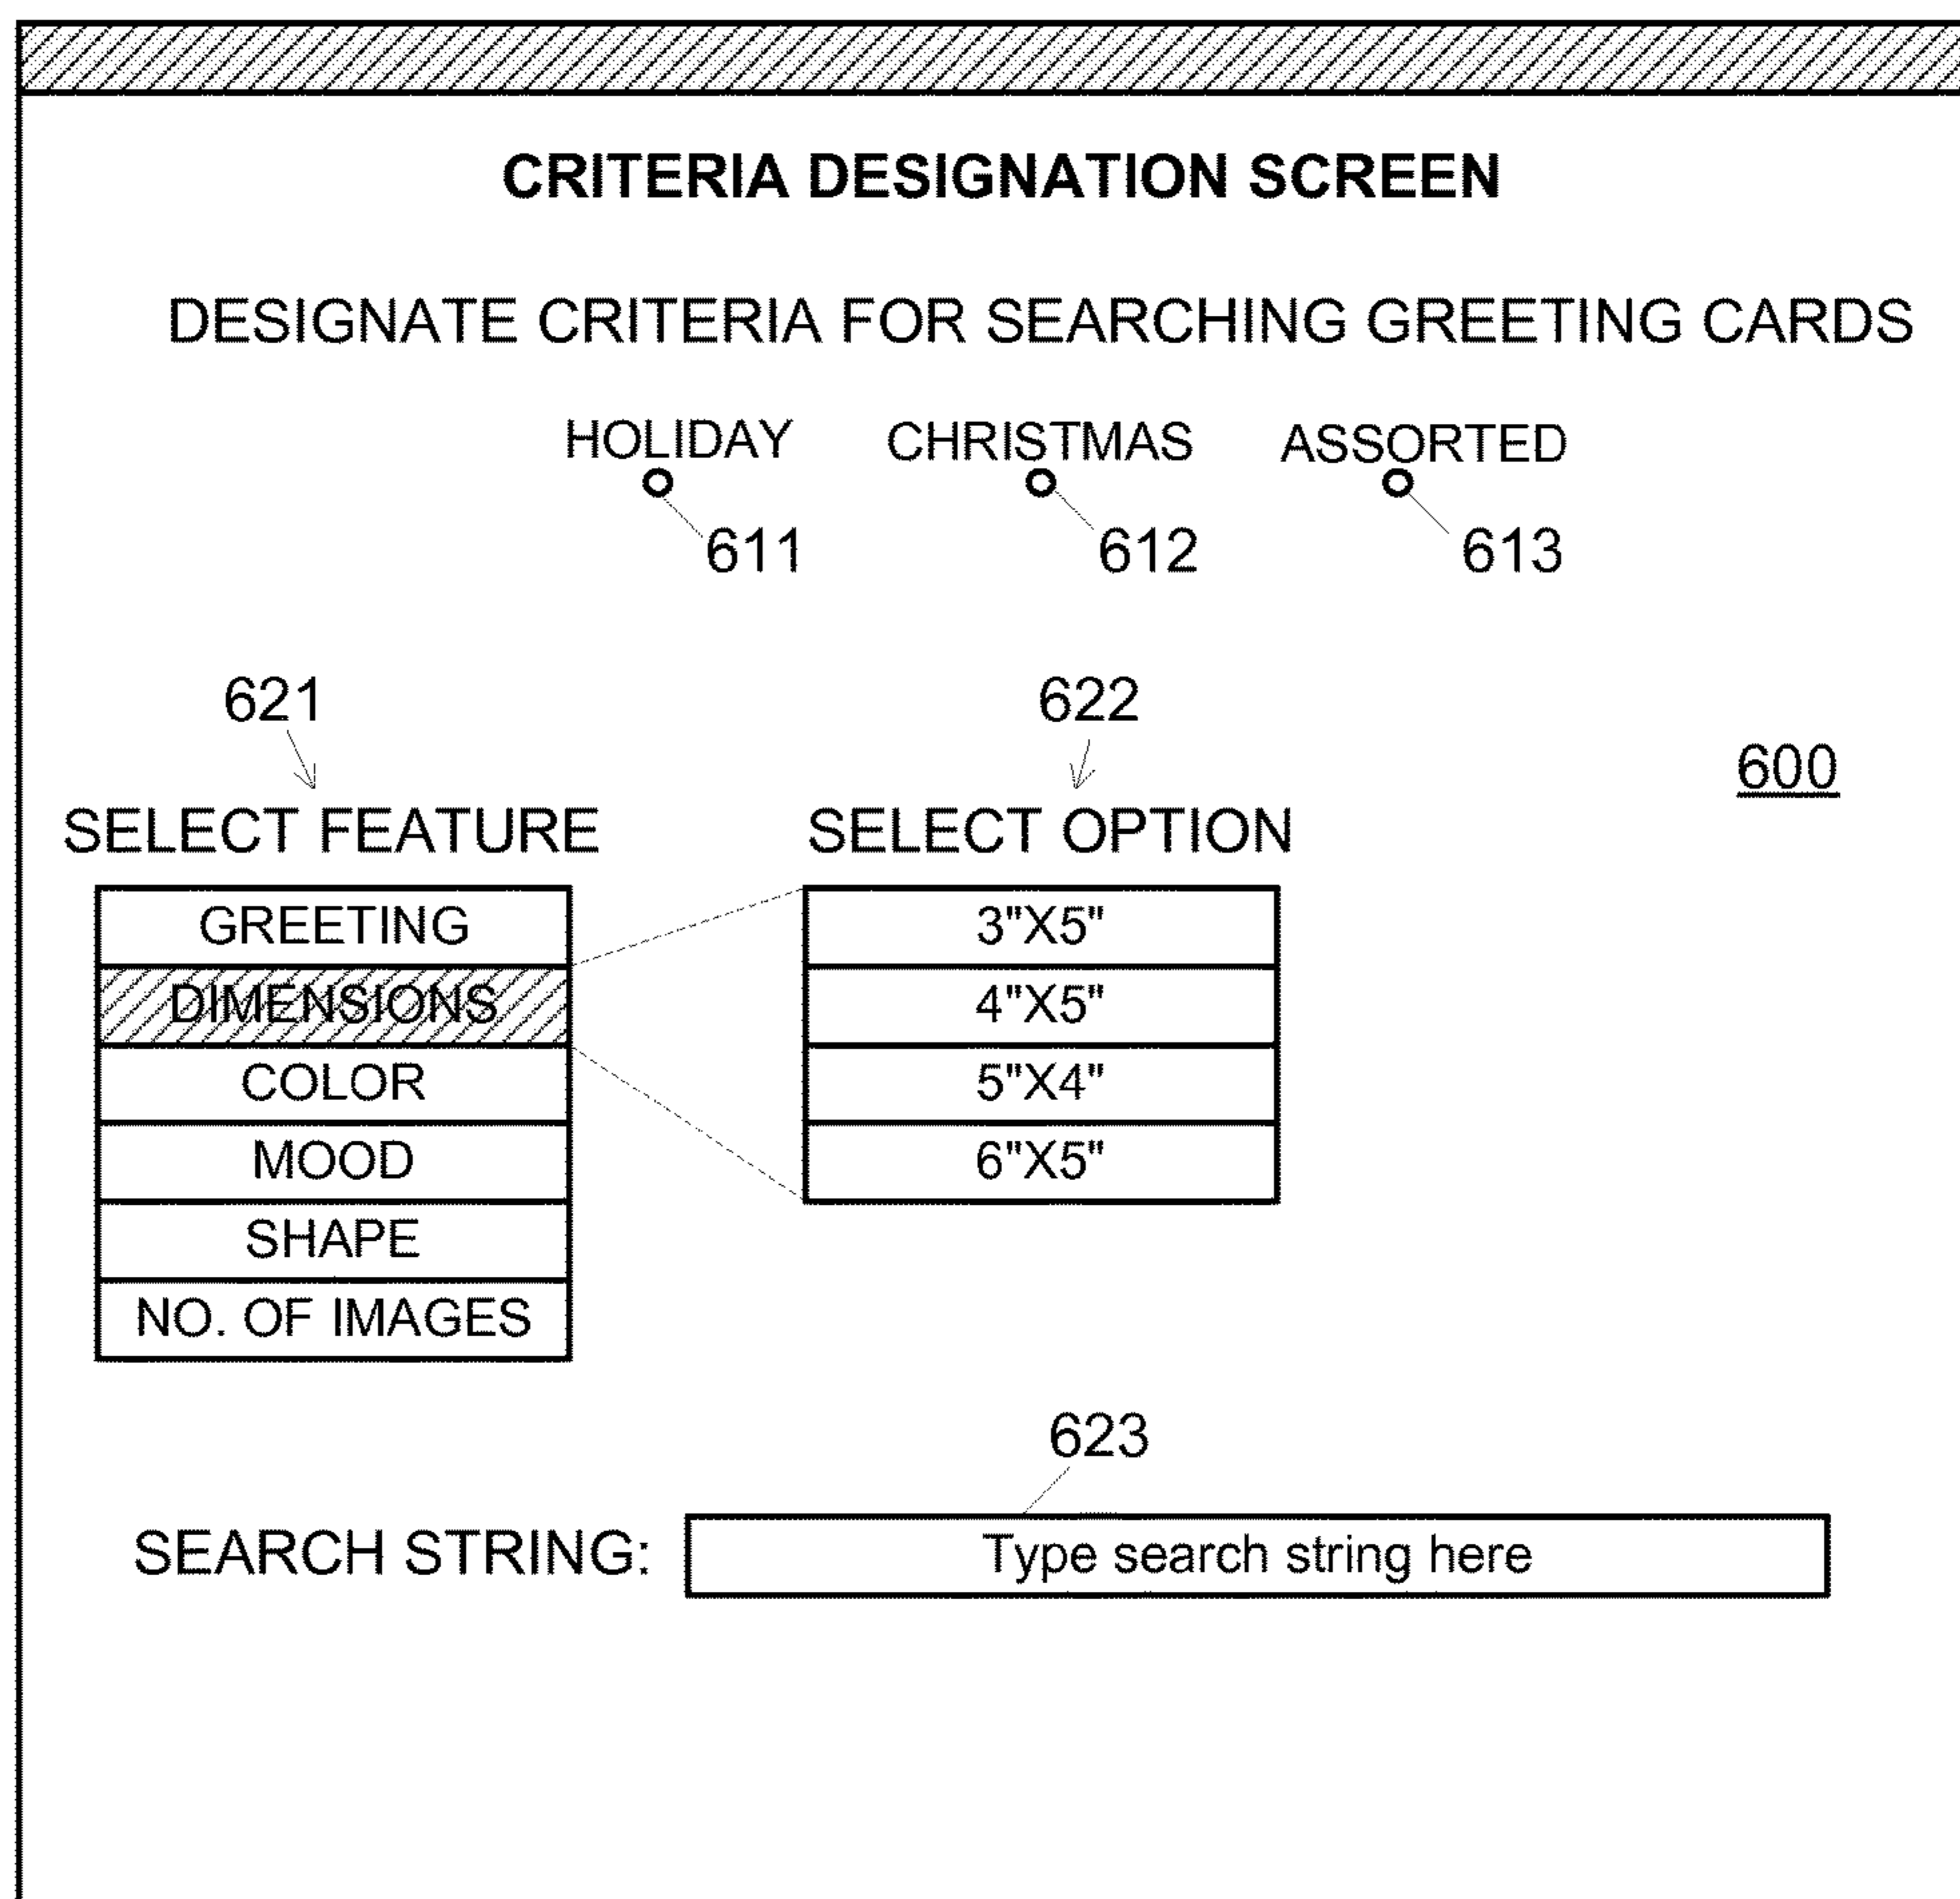 CRITERIA DESIGNATION SCREEN
DESIGNATE CRITERIA FOR SEARCHING GREETING CARDS
HOLIDAY CHRISTMAS ASSORTED
611 612 613
621 622
600
SELECT FEATURE SELECT OPTION
GREETING 3"X5"
DIMENSIONS 4"X5"
COLOR 5"X4"
MOOD 6"X5"
SHAPE
NO. OF IMAGES
623
SEARCH STRING: Type search string here